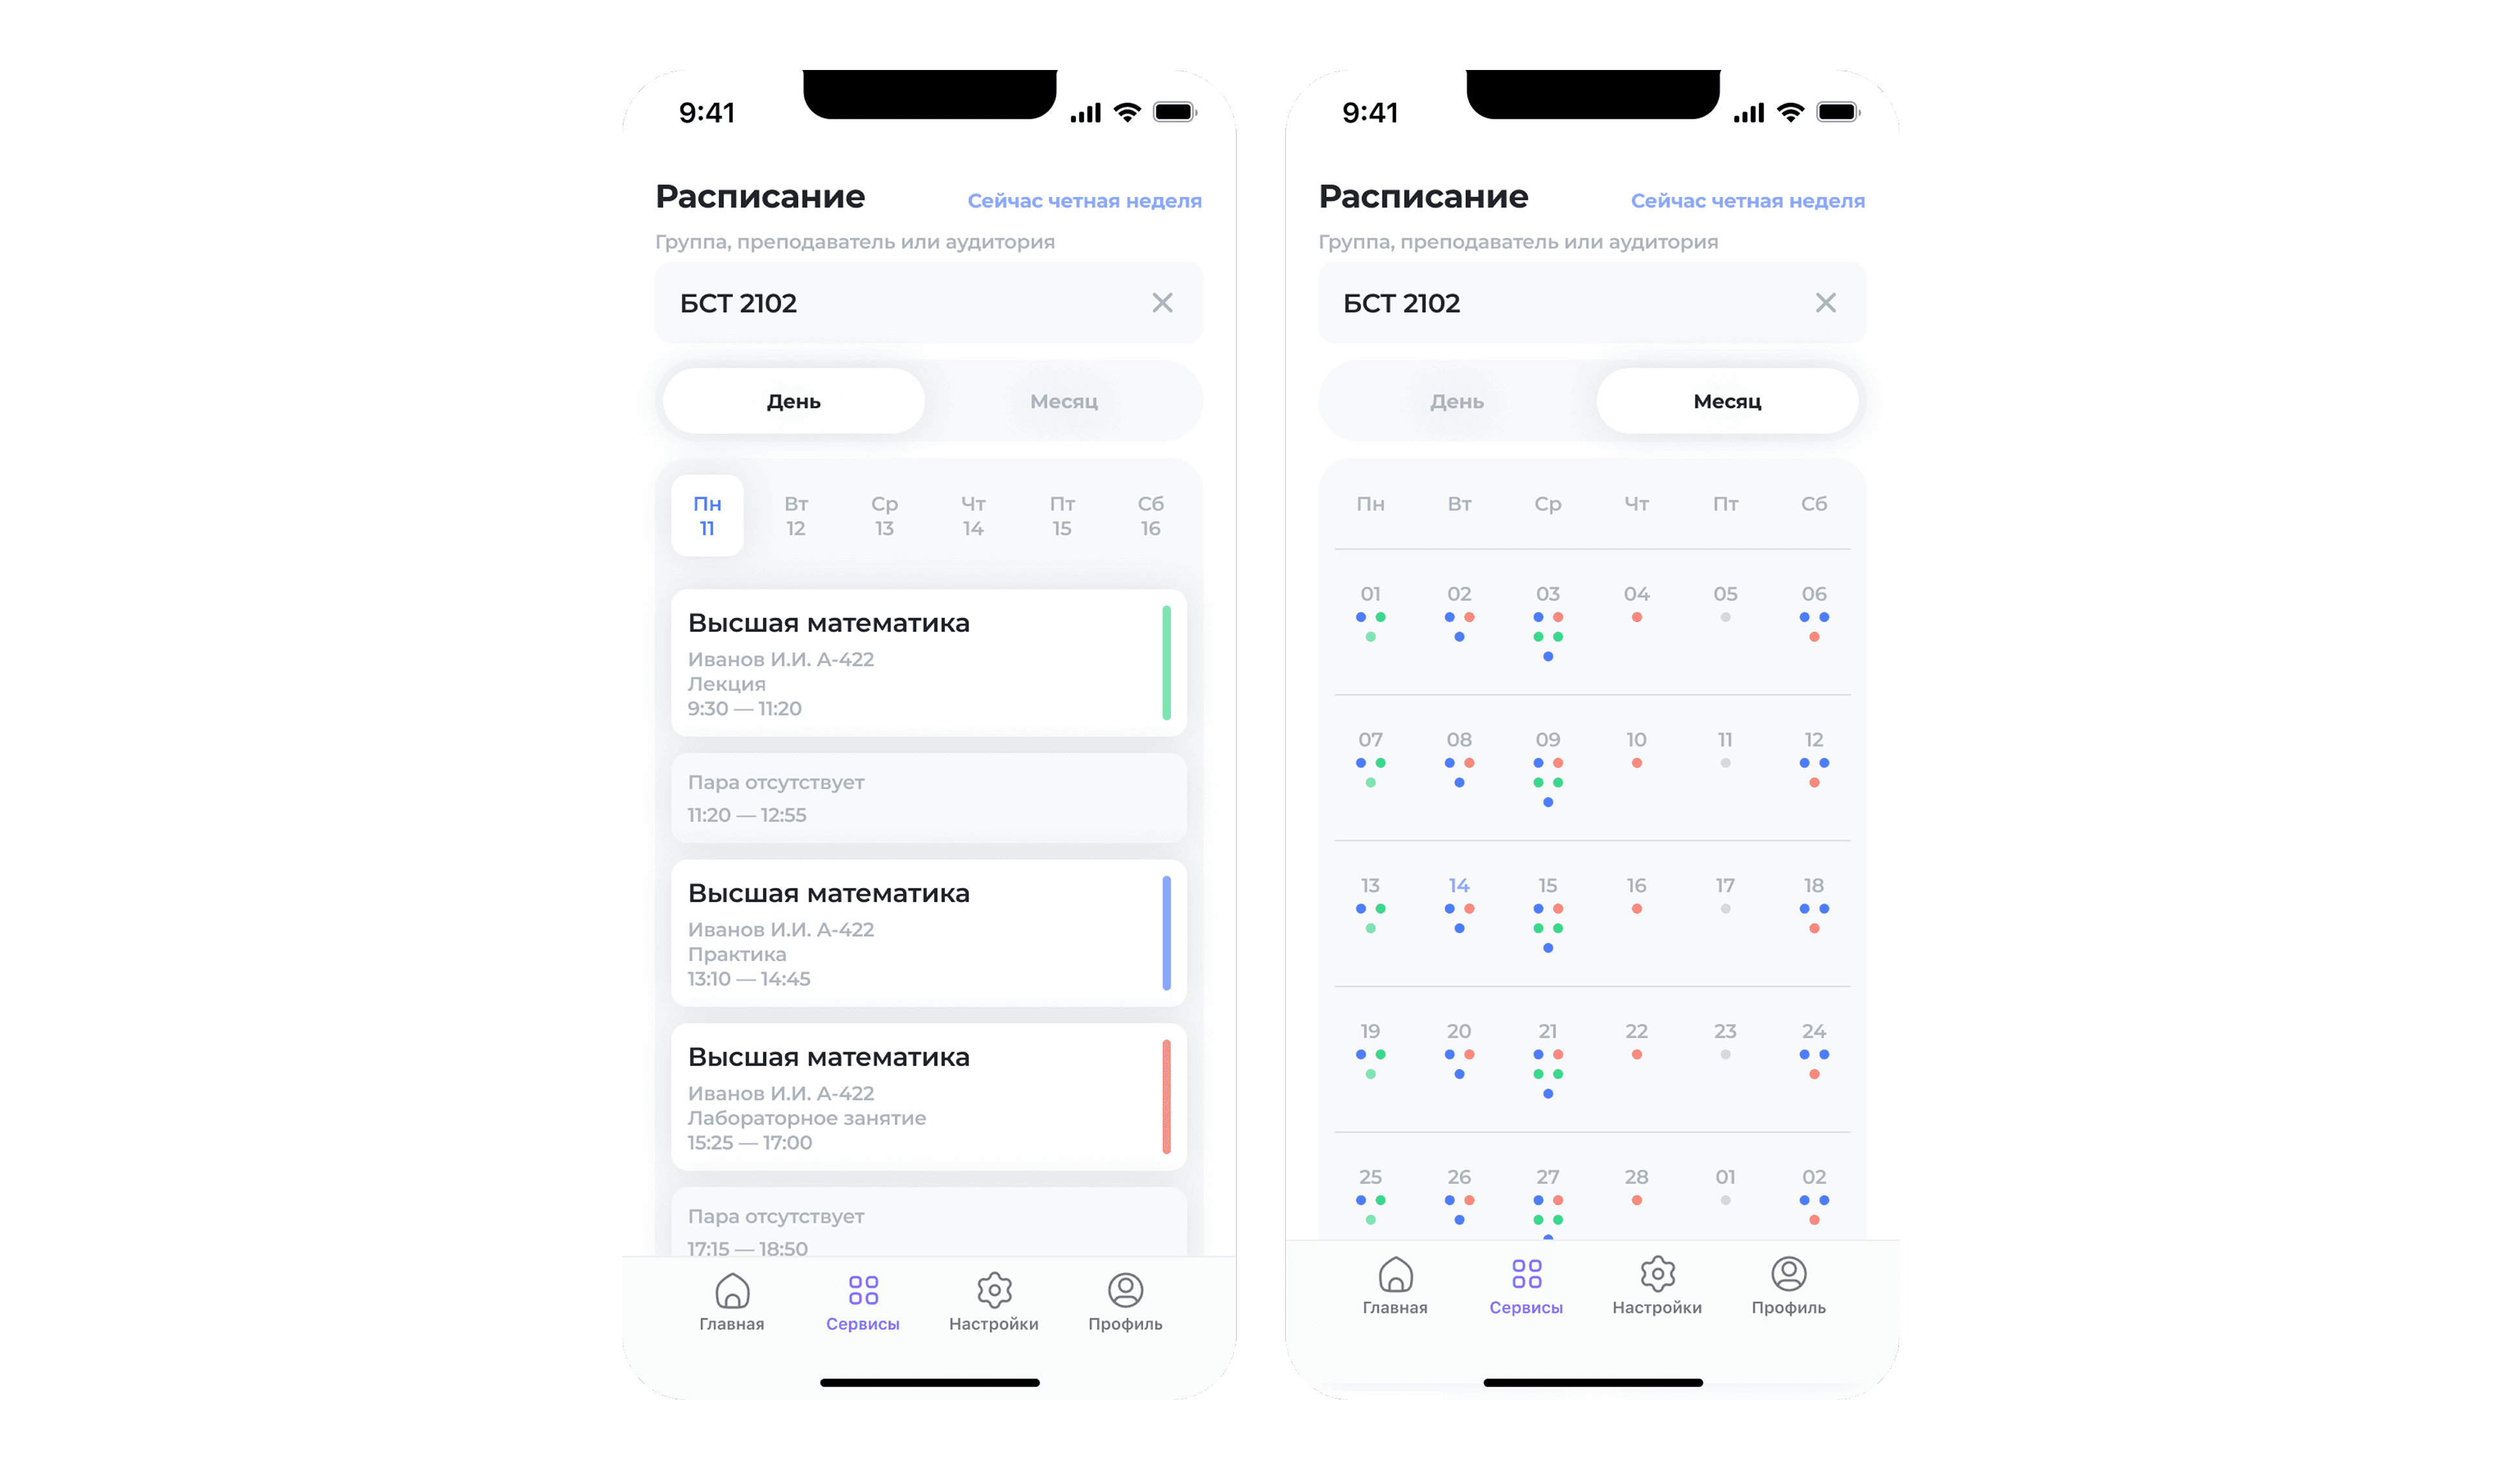 9:41
Расписание
Сейчас четная неделя
Группа, преподаватель или аудитория
БСТ 2102
День Месяц
Пн Вт Ср Чт Пт Сб
11 12 13 14 15 16
Высшая математика
Иванов И.И. А-422
Лекция
9:30 — 11:20
Пара отсутствует
11:20 — 12:55
Высшая математика
Иванов И.И. А-422
Практика
13:10 — 14:45
Высшая математика
Иванов И.И. А-422
Лабораторное занятие
15:25 — 17:00
Пара отсутствует
17:15 — 18:50
Главная Сервисы Настройки Профиль
9:41
Расписание
Сейчас четная неделя
Группа, преподаватель или аудитория
БСТ 2102
День Месяц
Пн Вт Ср Чт Пт Сб
01 02 03 04 05 06
07 08 09 10 11 12
13 14 15 16 17 18
19 20 21 22 23 24
25 26 27 28 01 02
Главная Сервисы Настройки Профиль